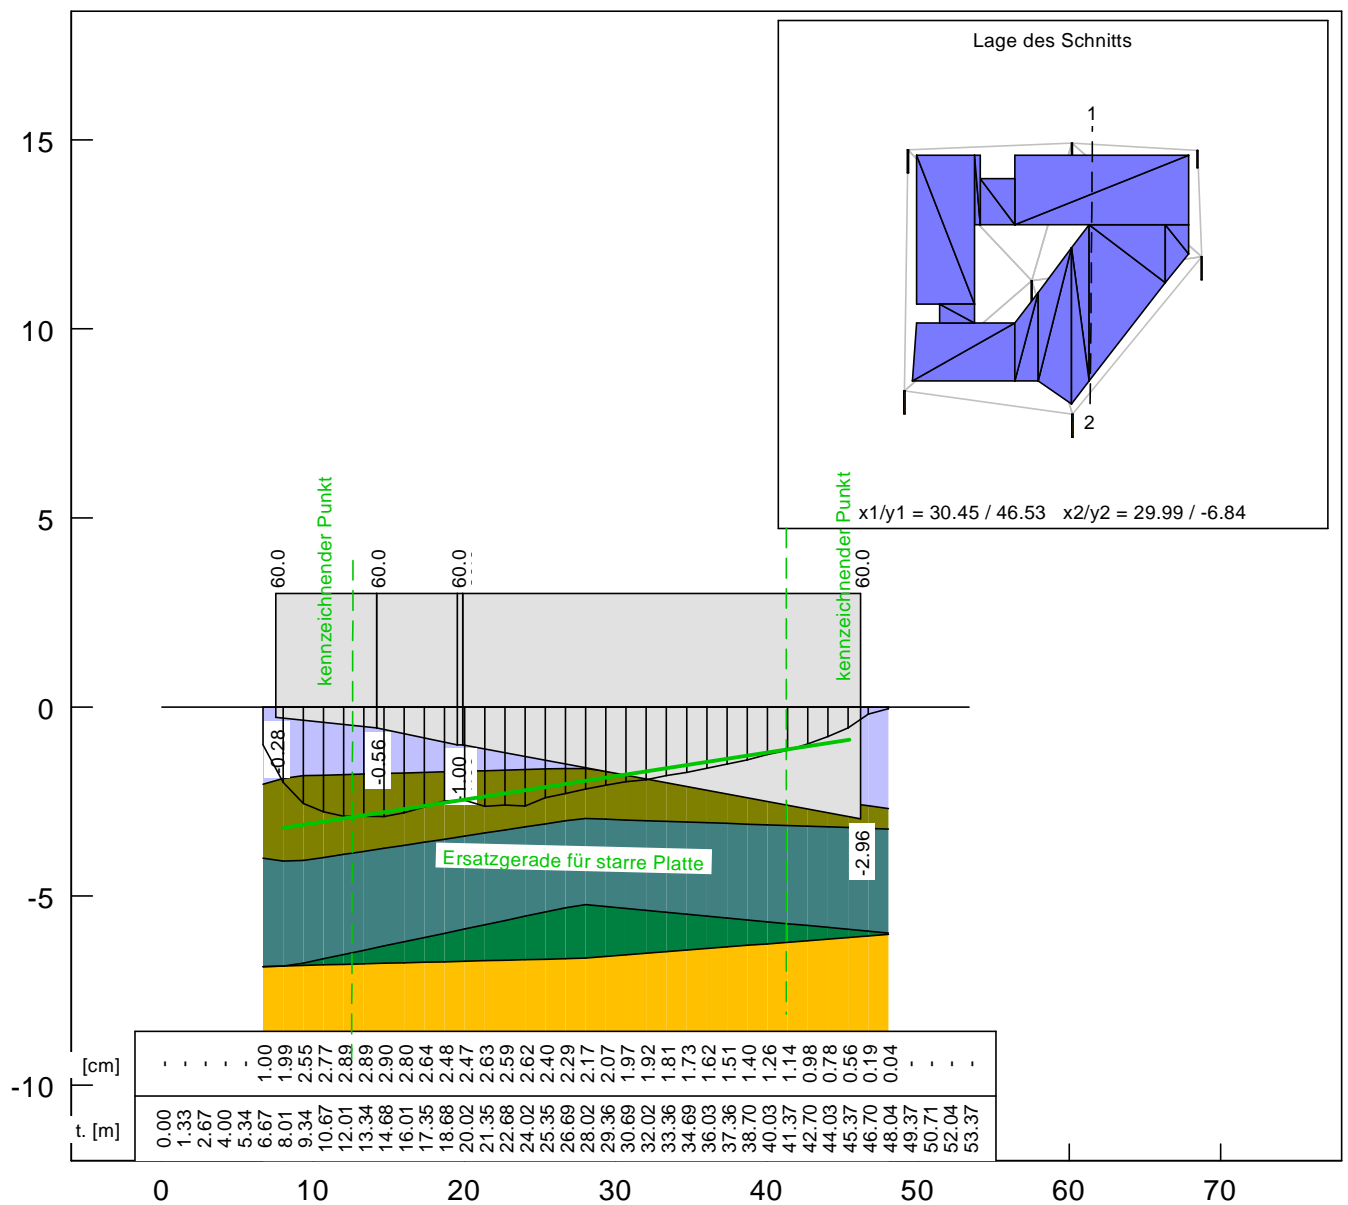 Lage des Schnitts
1
2
x1/y1 = 30.45 / 46.53 x2/y2 = 29.99 / -6.84
15
10
5
0
-5
-10
kennzeichnender Punkt
kennzeichnender Punkt
60.0
60.0
60.0
60.0
-0.28
-0.56
-1.00
-2.96
Ersatzgerade für starre Platte
[cm] - - - - - 1.00 1.99 2.55 2.77 2.89 2.89 2.90 2.80 2.64 2.48 2.47 2.63 2.59 2.62 2.40 2.29 2.17 2.07 1.97 1.92 1.81 1.73 1.62 1.51 1.40 1.26 1.14 0.98 0.78 0.56 0.19 0.04 - - - -
t. [m] 0.00 1.33 2.67 4.00 5.34 6.67 8.01 9.34 10.67 12.01 13.34 14.68 16.01 17.35 18.68 20.02 21.35 22.68 24.02 25.35 26.69 28.02 29.36 30.69 32.02 33.36 34.69 36.03 37.36 38.70 40.03 41.37 42.70 44.03 45.37 46.70 48.04 49.37 50.71 52.04 53.37
0 10 20 30 40 50 60 70